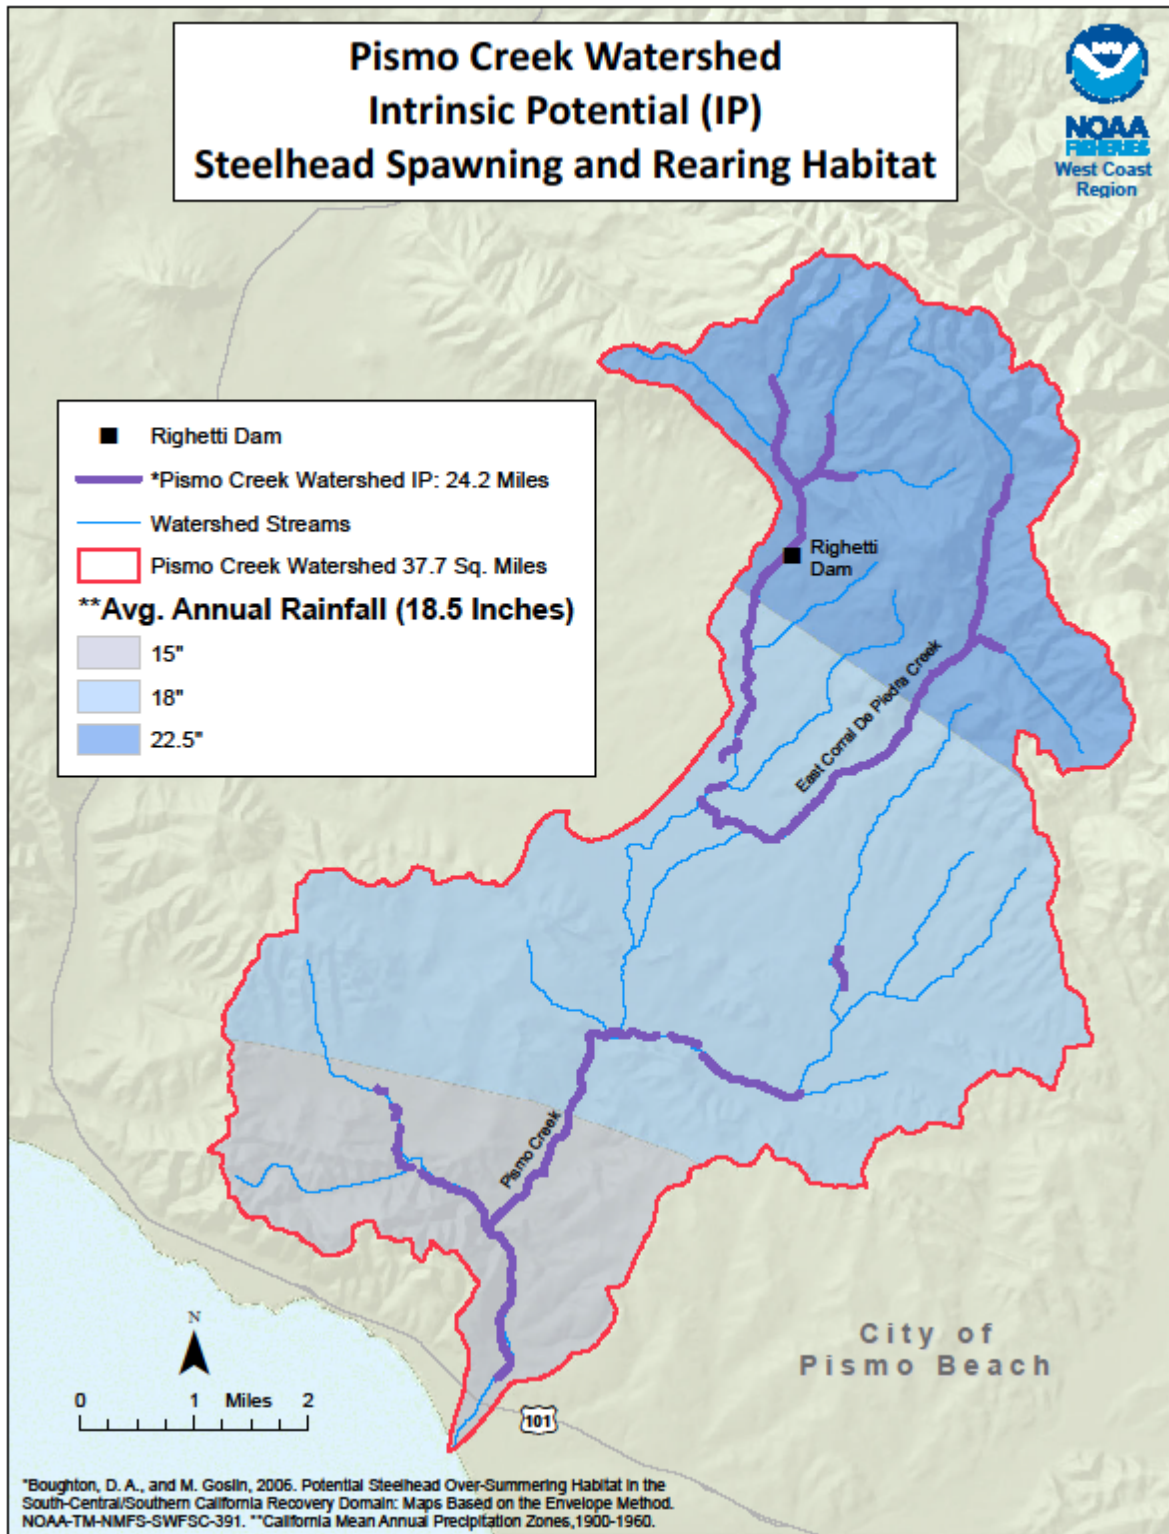 Pismo Creek Watershed
Intrinsic Potential (IP)
Steelhead Spawning and Rearing Habitat
NOAA
FISHERIES
West Coast
Region
Righetti Dam
*Pismo Creek Watershed IP: 24.2 Miles
Watershed Streams
Pismo Creek Watershed 37.7 Sq. Miles
**Avg. Annual Rainfall (18.5 Inches)
15"
18"
22.5"
Righetti
Dam
East Corral De Piedra Creek
Pismo Creek
City of
Pismo Beach
N
0 1 Miles 2
101
*Boughton, D. A., and M. Goslin, 2006. Potential Steelhead Over-Summering Habitat in the
South-Central/Southern California Recovery Domain: Maps Based on the Envelope Method.
NOAA-TM-NMFS-SWFSC-391. **California Mean Annual Precipitation Zones,1900-1960.